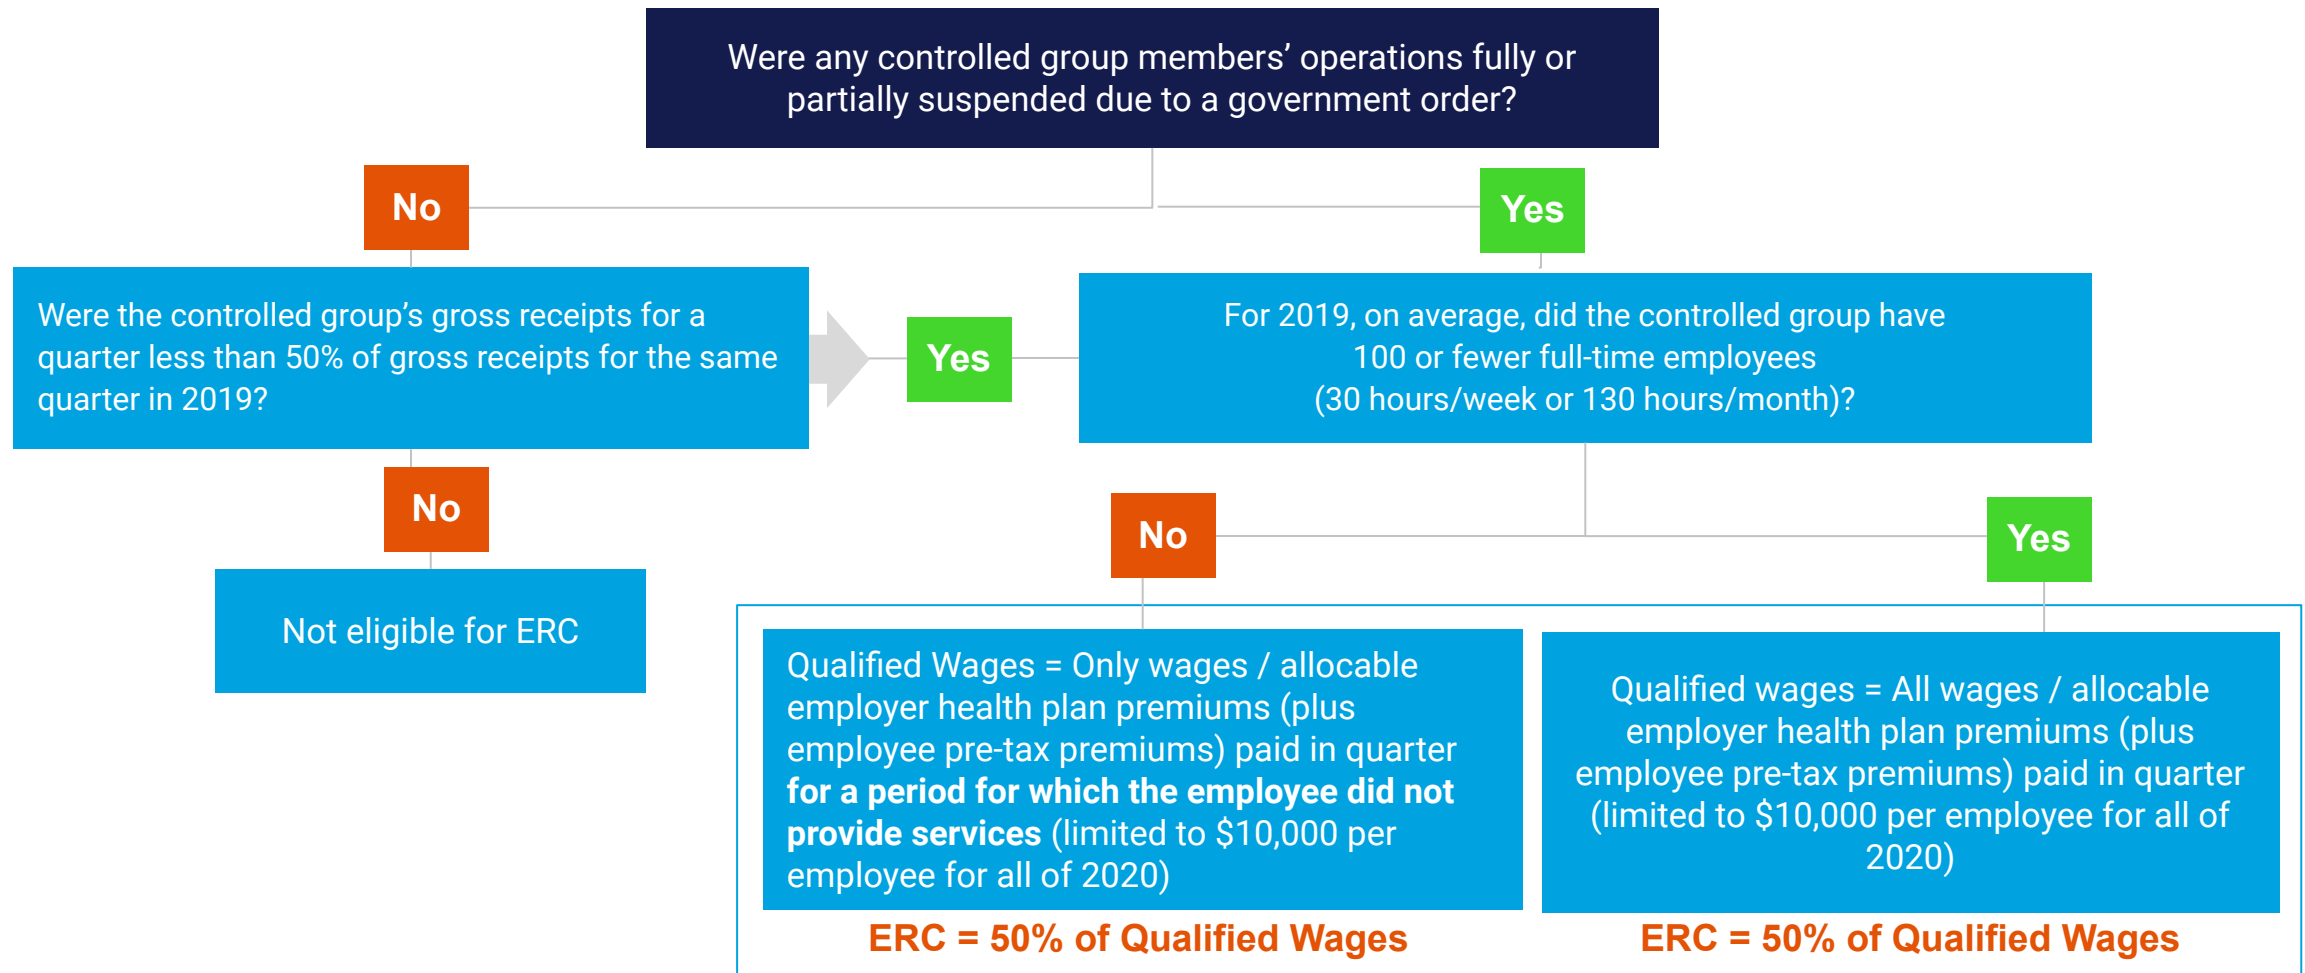 Were any controlled group members’ operations fully or
partially suspended due to a government order?
No
Yes
Were the controlled group’s gross receipts for a
quarter less than 50% of gross receipts for the same
quarter in 2019?
Yes
For 2019, on average, did the controlled group have
100 or fewer full-time employees
(30 hours/week or 130 hours/month)?
No
No
Yes
Not eligible for ERC
Qualified Wages = Only wages / allocable
employer health plan premiums (plus
employee pre-tax premiums) paid in quarter
for a period for which the employee did not
provide services (limited to $10,000 per
employee for all of 2020)
ERC = 50% of Qualified Wages
Qualified wages = All wages / allocable
employer health plan premiums (plus
employee pre-tax premiums) paid in quarter
(limited to $10,000 per employee for all of
2020)
ERC = 50% of Qualified Wages